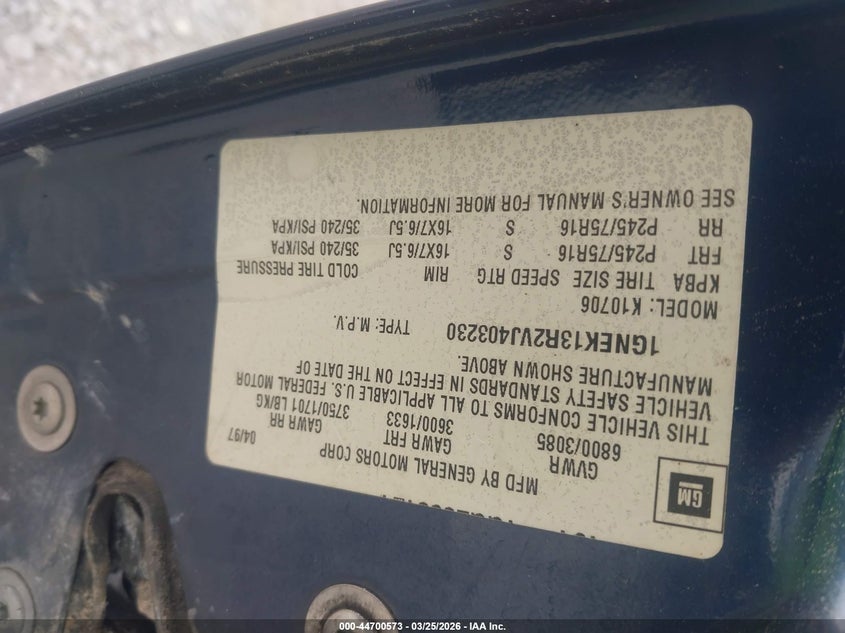 GM
MFD BY GENERAL MOTORS CORP
04/97
GVWR GAWR FRT GAWR RR
6800/3085 3600/1633 3750/1701 LB/KG
THIS VEHICLE CONFORMS TO ALL APPLICABLE U.S. FEDERAL MOTOR
VEHICLE SAFETY STANDARDS IN EFFECT ON THE DATE OF
MANUFACTURE SHOWN ABOVE.
1GNEK13R2VJ403230 TYPE: M.P.V.
MODEL: K10706
KPBA TIRE SIZE SPEED RTG RIM COLD TIRE PRESSURE
FRT P245/75R16 S 16X7/6.5J 35/240 PSI/KPA
RR P245/75R16 S 16X7/6.5J 35/240 PSI/KPA
SEE OWNER'S MANUAL FOR MORE INFORMATION.
000-44700573 - 03/25/2026 - IAA Inc.